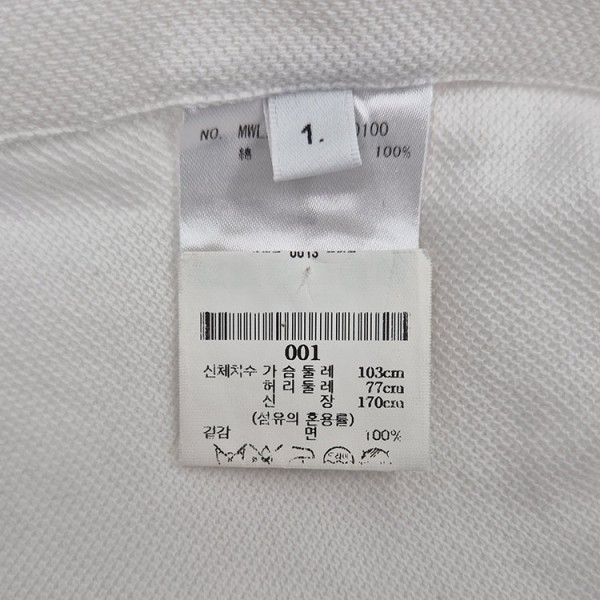 NO. MWL
1.
0100
綿 100%
0013
001
신체치수 가 슴 둘 레 103cm
허 리 둘 레 77cm
신 장 170cm
(섬유의 혼용률)
겉감 면 100%